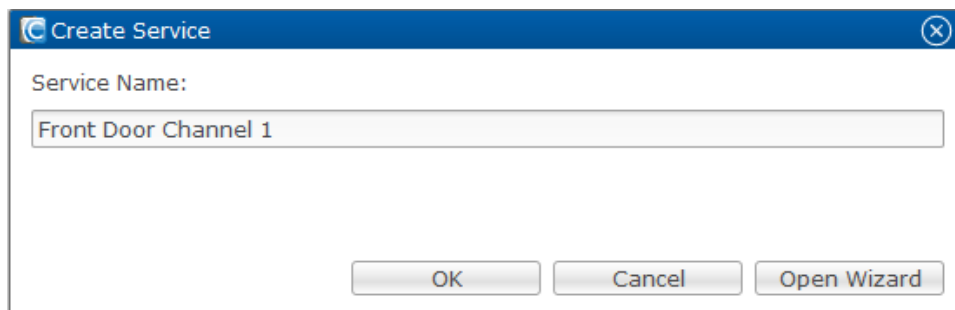 Create Service
Service Name:
Front Door Channel 1
OK Cancel Open Wizard